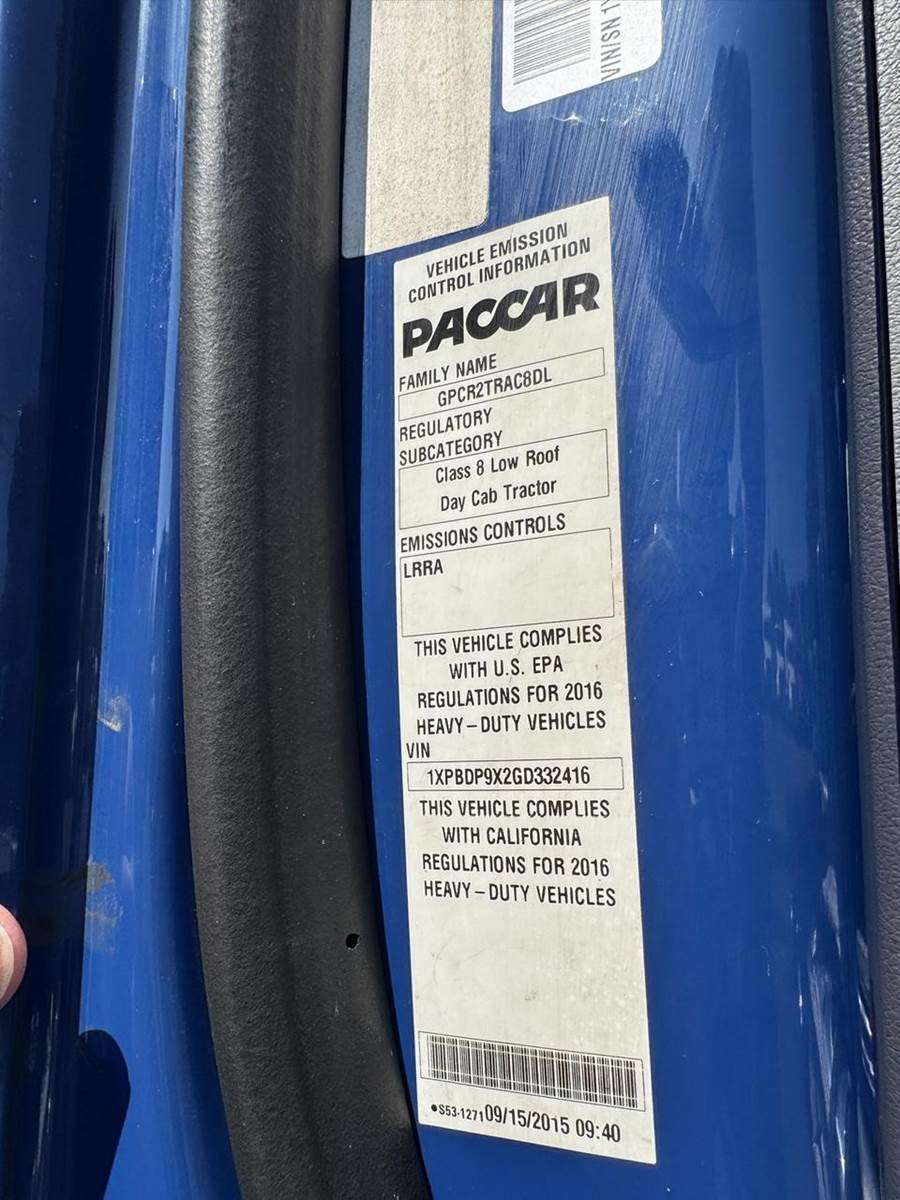 VIN/SN
VEHICLE EMISSION
CONTROL INFORMATION
PACCAR
FAMILY NAME
GPCR2TRAC8DL
REGULATORY
SUBCATEGORY
Class 8 Low Roof
Day Cab Tractor
EMISSIONS CONTROLS
LRRA
THIS VEHICLE COMPLIES
WITH U.S. EPA
REGULATIONS FOR 2016
HEAVY-DUTY VEHICLES
VIN
1XPBDP9X2GD332416
THIS VEHICLE COMPLIES
WITH CALIFORNIA
REGULATIONS FOR 2016
HEAVY-DUTY VEHICLES
•S53-1271 09/15/2015 09:40